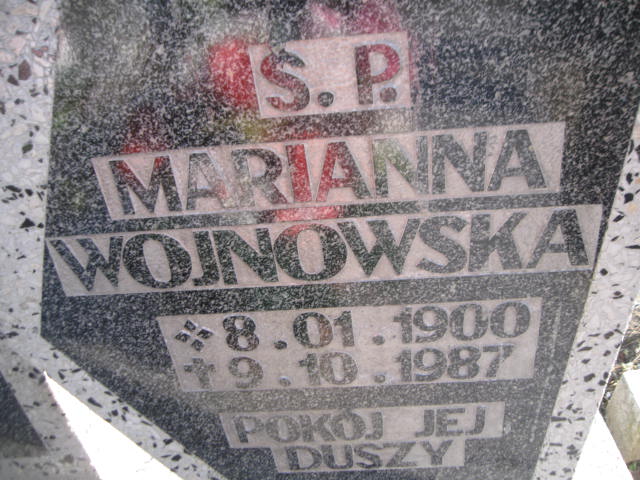 Ś. P.
MARIANNA
WOJNOWSKA
8.01.1900
† 9.10.1987
POKÓJ JEJ
DUSZY